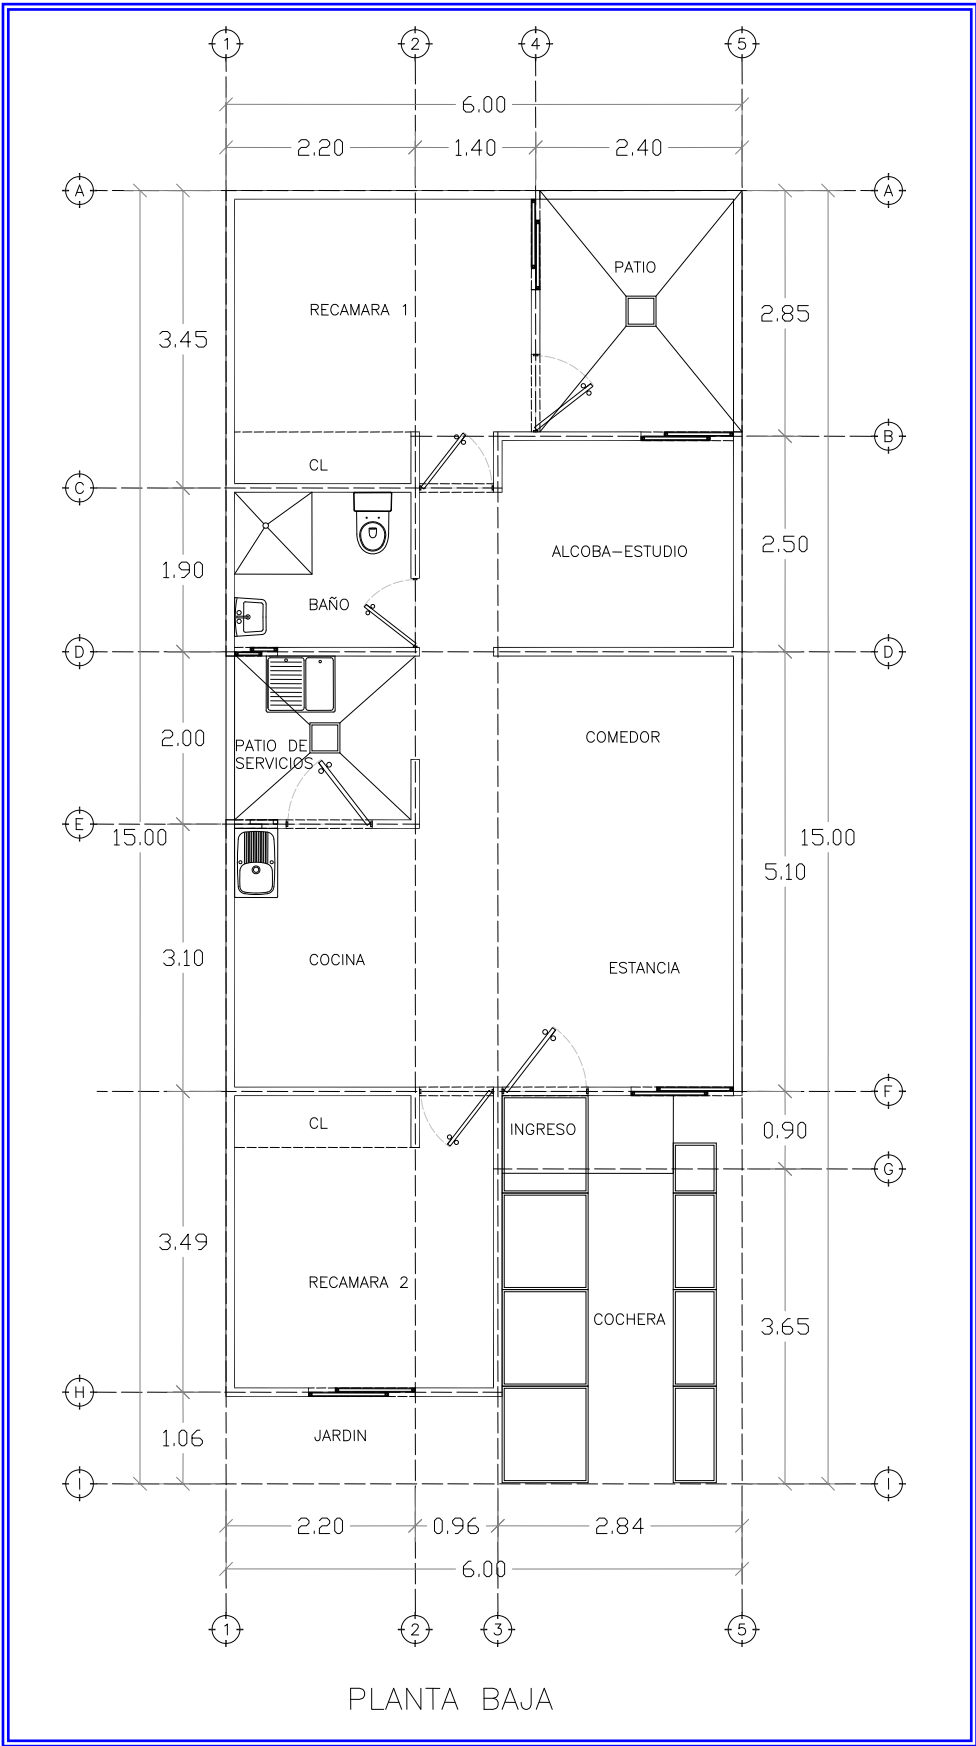 1 2 4 5
6.00
2.20 1.40 2.40
A A
PATIO
RECAMARA 1
2.85
3.45
B
CL
C
ALCOBA-ESTUDIO
2.50
1.90
BAÑO
D D
COMEDOR
2.00
PATIO DE
SERVICIOS
E
15.00 15.00
5.10
3.10
COCINA
ESTANCIA
F
CL
INGRESO
0.90
G
3.49
RECAMARA 2
COCHERA
3.65
H
JARDIN
1.06
I I
2.20 0.96 2.84
6.00
1 2 3 5
PLANTA BAJA